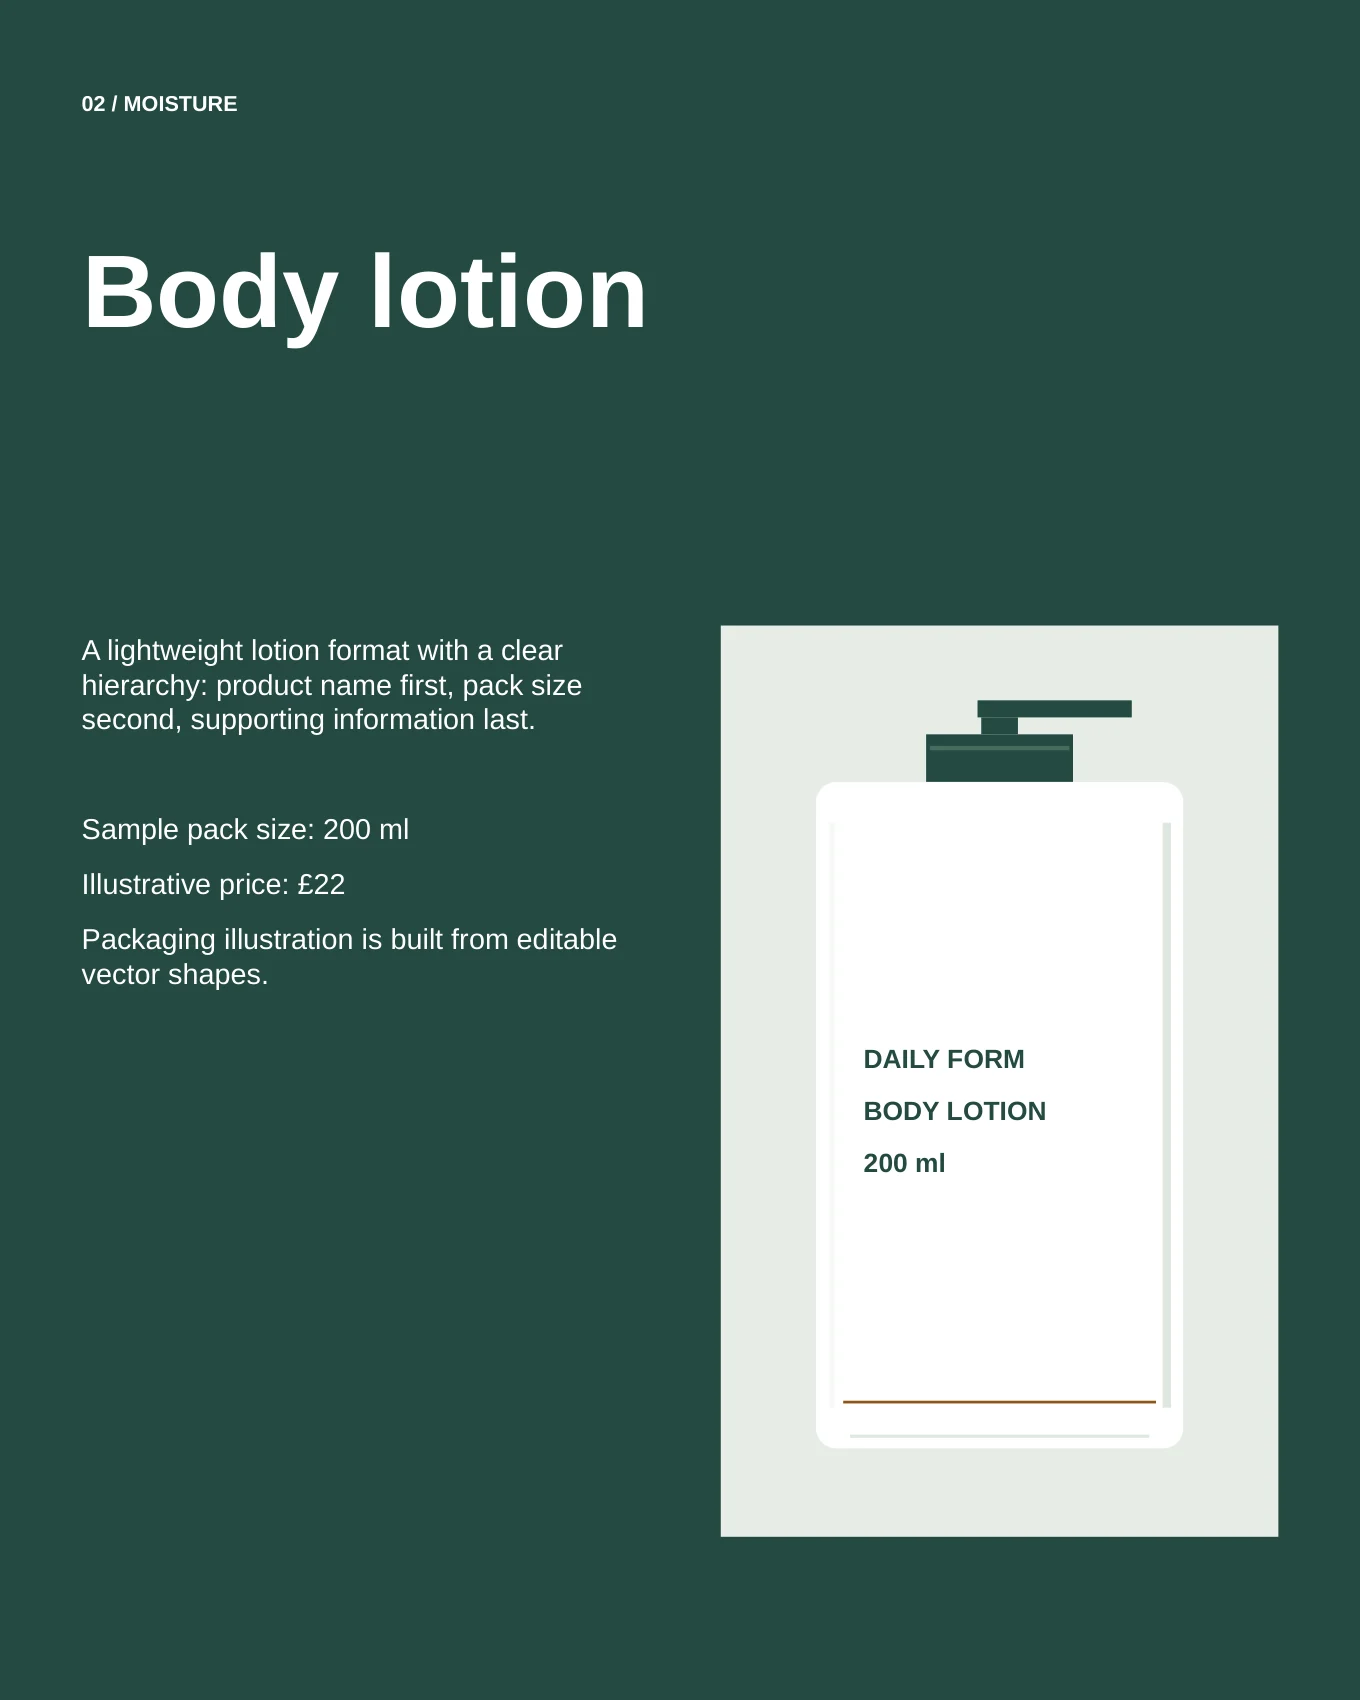 02 / MOISTURE
Body lotion
A lightweight lotion format with a clear
hierarchy: product name first, pack size
second, supporting information last.
Sample pack size: 200 ml
Illustrative price: £22
Packaging illustration is built from editable
vector shapes.
DAILY FORM
BODY LOTION
200 ml